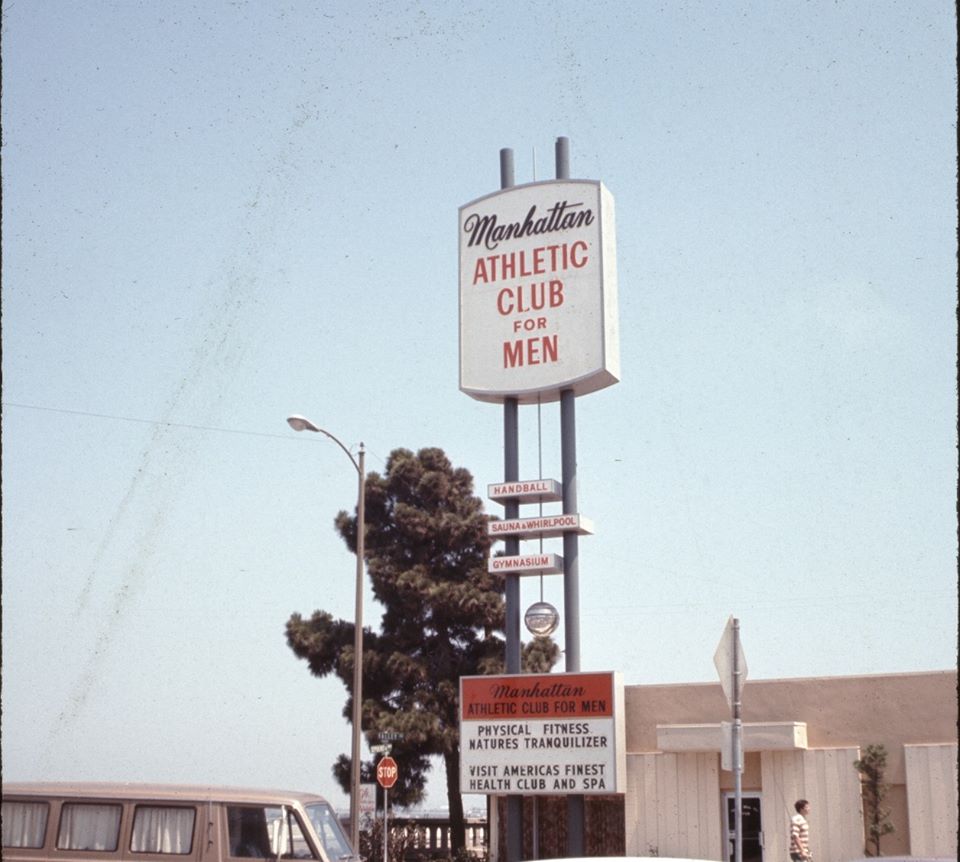 Manhattan
ATHLETIC
CLUB
FOR
MEN
HANDBALL
SAUNA & WHIRLPOOL
GYMNASIUM
Manhattan
ATHLETIC CLUB FOR MEN
PHYSICAL FITNESS
NATURES TRANQUILIZER
VISIT AMERICAS FINEST
HEALTH CLUB AND SPA
STOP